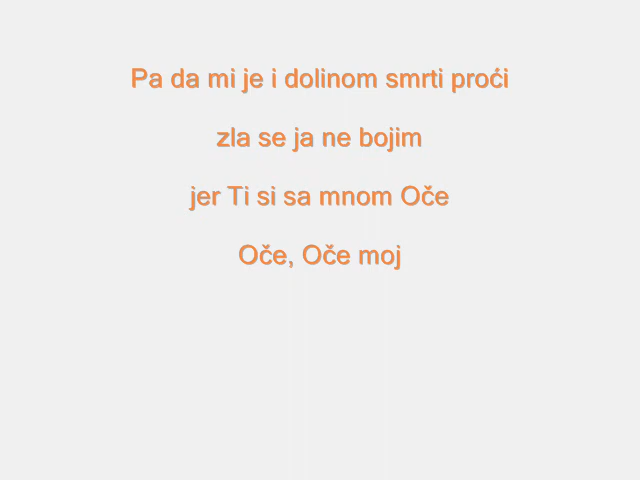 Pa da mi je i dolinom smrti proći
zla se ja ne bojim
jer Ti si sa mnom Oče
Oče, Oče moj